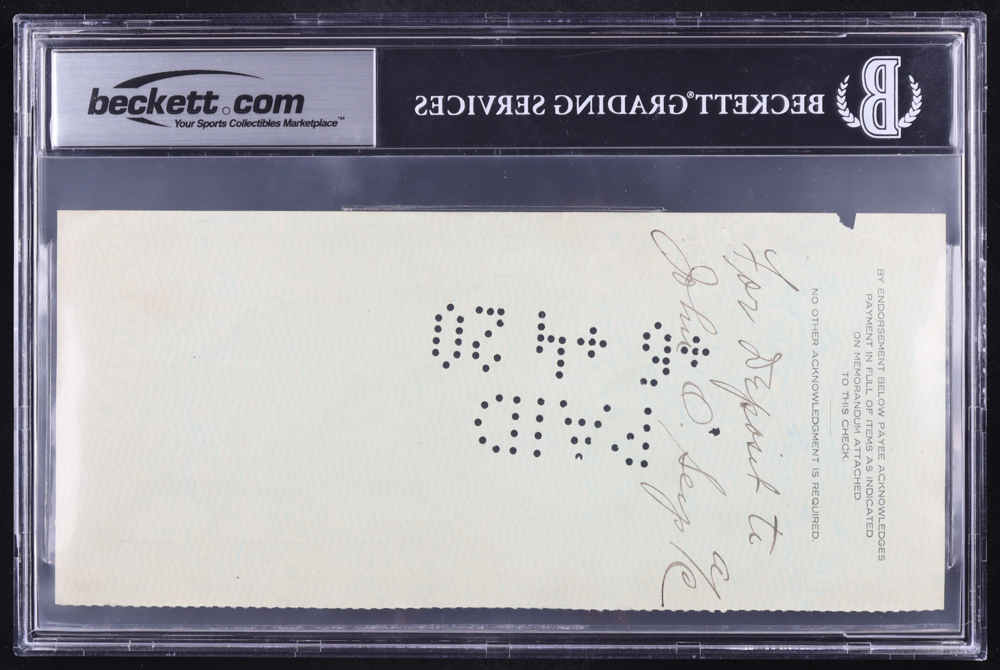 beckett.com
Your Sports Collectibles Marketplace™
BECKETT® GRADING SERVICES
B
BY ENDORSEMENT BELOW PAYEE ACKNOWLEDGES
PAYMENT IN FULL OF ITEMS AS INDICATED
ON MEMORANDUM ATTACHED
TO THIS CHECK.
NO OTHER ACKNOWLEDGMENT IS REQUIRED.
For Deposit to
John O.
PAID